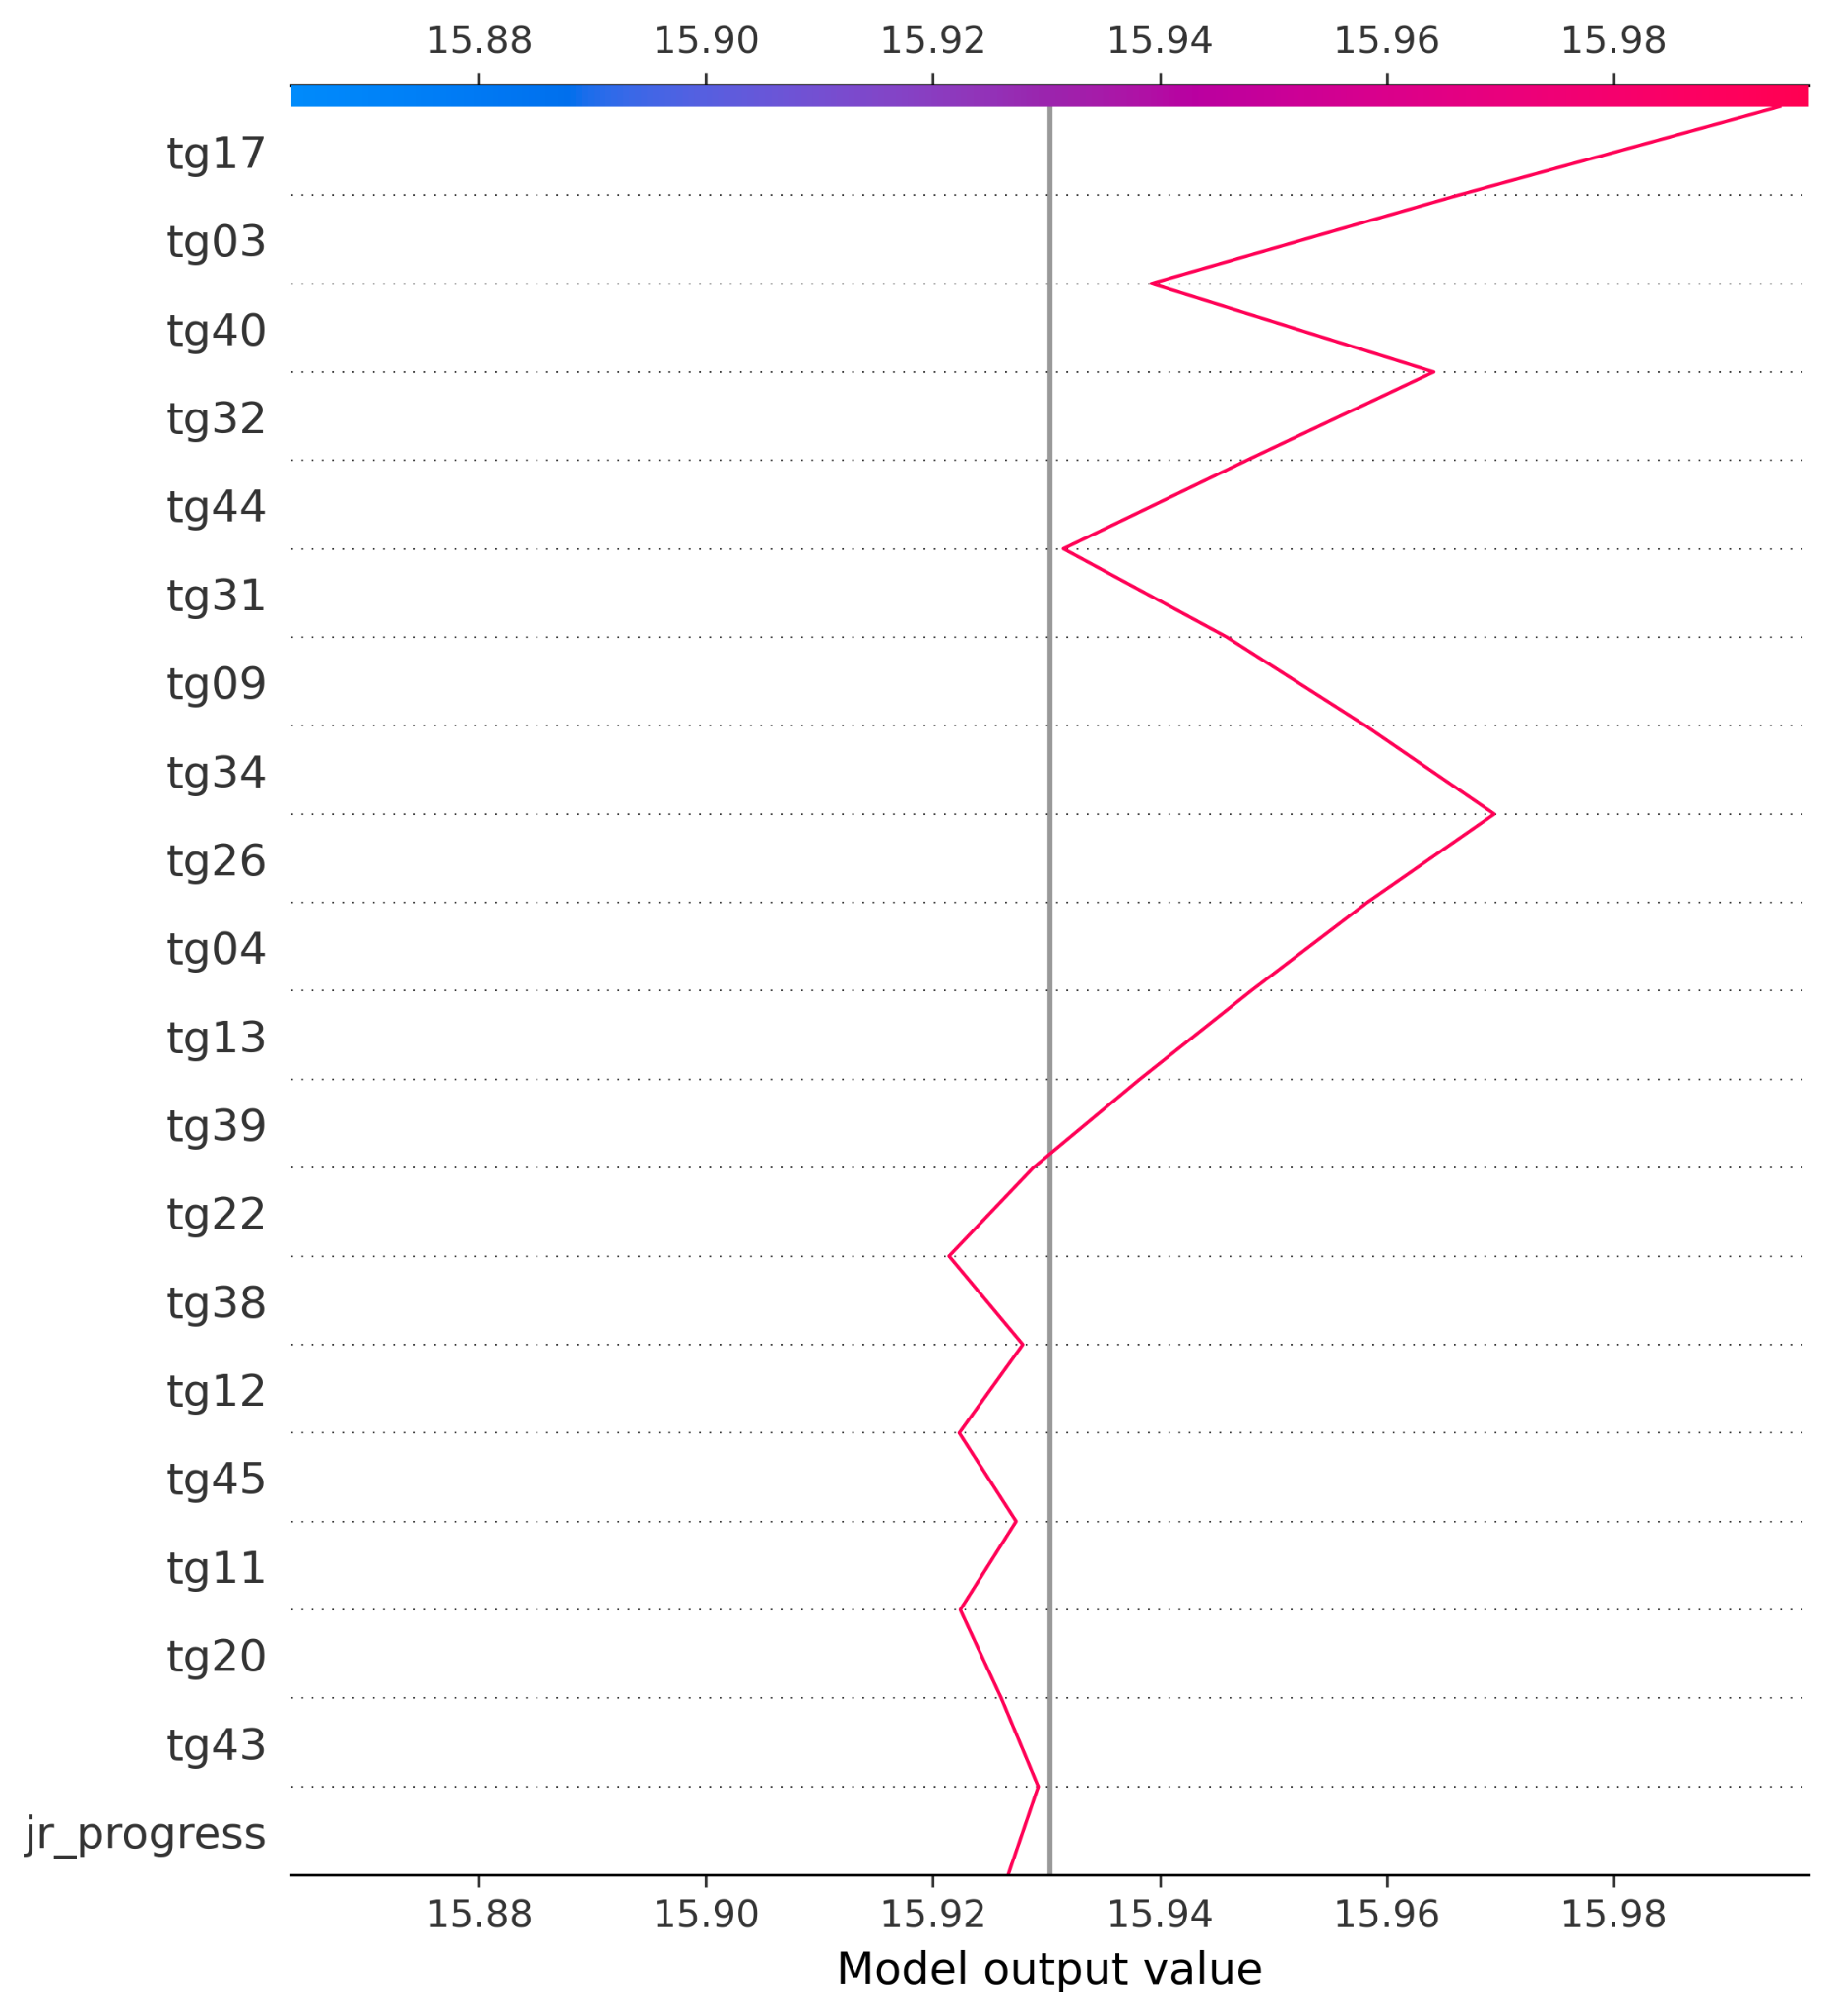 15.88 15.90 15.92 15.94 15.96 15.98
tg17
tg03
tg40
tg32
tg44
tg31
tg09
tg34
tg26
tg04
tg13
tg39
tg22
tg38
tg12
tg45
tg11
tg20
tg43
jr_progress
15.88 15.90 15.92 15.94 15.96 15.98
Model output value